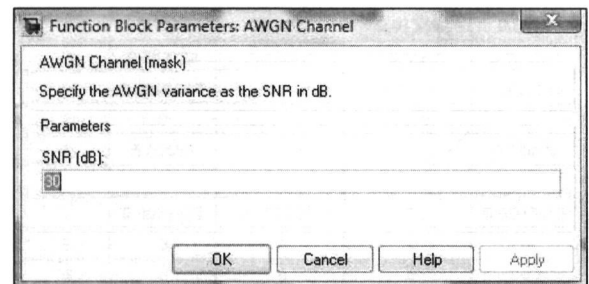 Function Block Parameters: AWGN Channel
AWGN Channel (mask)
Specify the AWGN variance as the SNR in dB.
Parameters
SNR (dB):
30
OK Cancel Help Apply